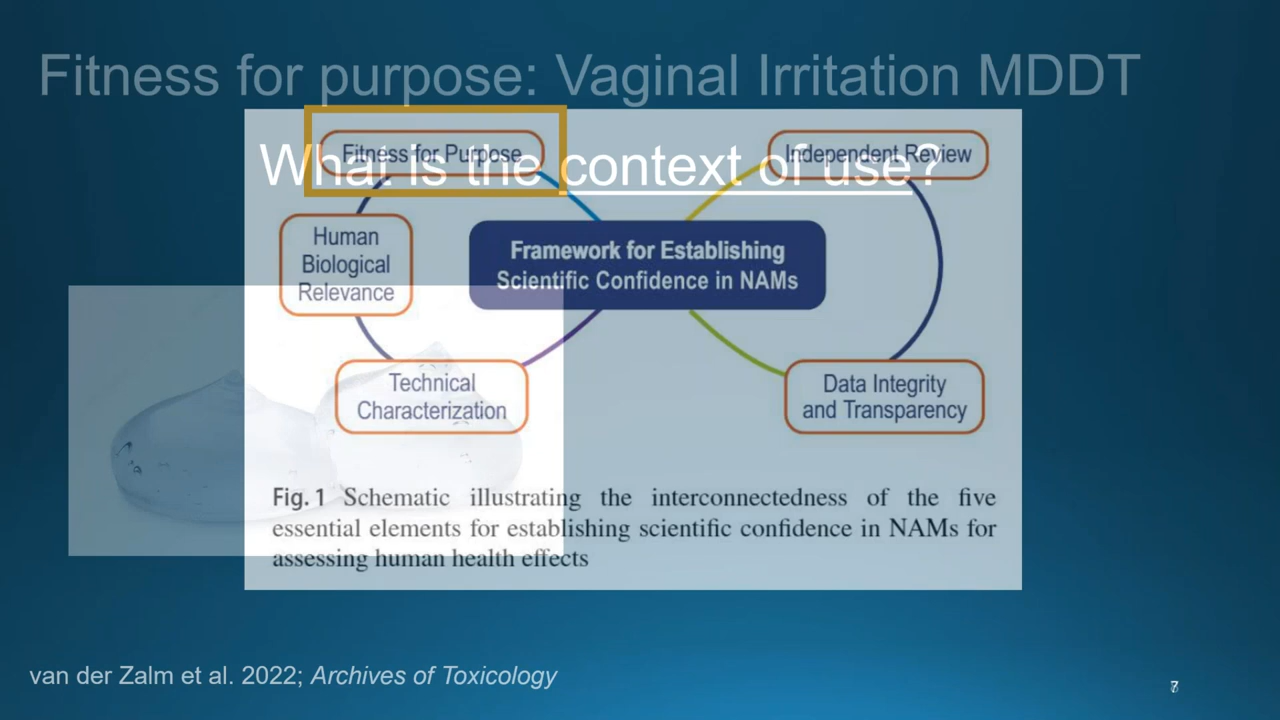 Fitness for purpose: Vaginal Irritation MDDT
What is the context of use?
Fitness for Purpose
Independent Review
Human
Biological
Relevance
Framework for Establishing
Scientific Confidence in NAMs
Technical
Characterization
Data Integrity
and Transparency
Fig. 1 Schematic illustrating the interconnectedness of the five
essential elements for establishing scientific confidence in NAMs for
assessing human health effects
van der Zalm et al. 2022; Archives of Toxicology